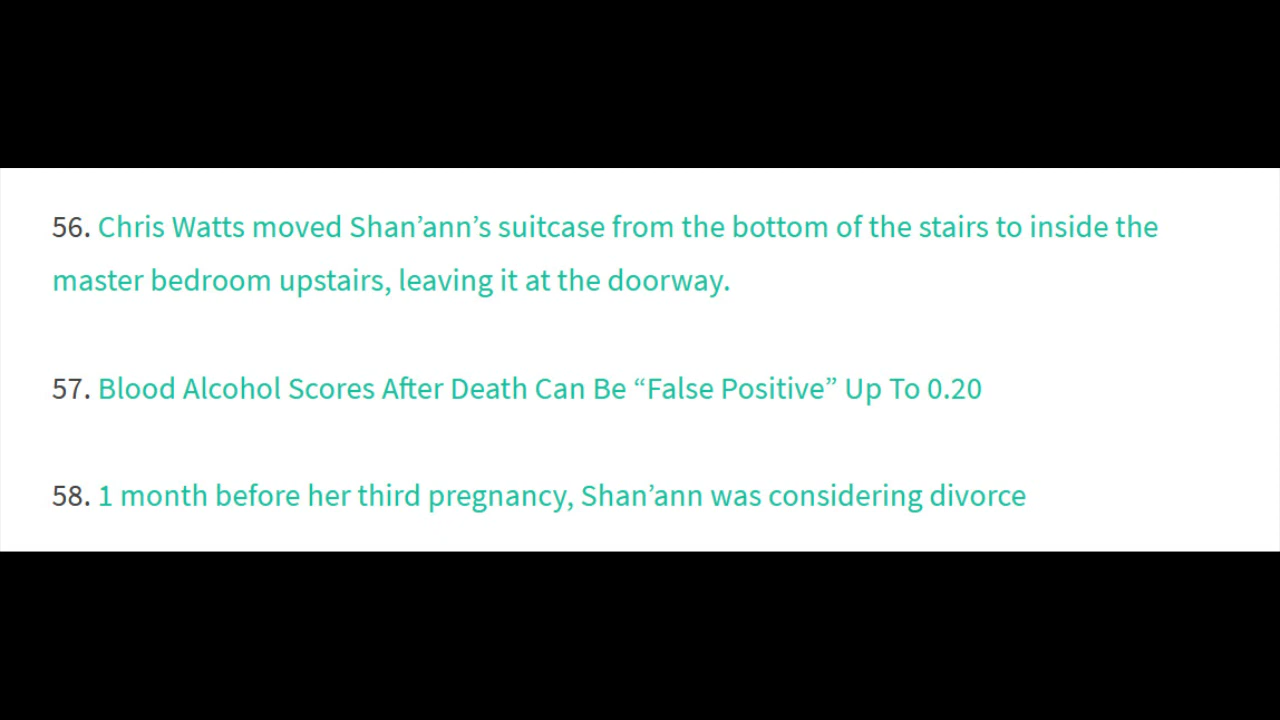 56. Chris Watts moved Shan’ann’s suitcase from the bottom of the stairs to inside the
master bedroom upstairs, leaving it at the doorway.
57. Blood Alcohol Scores After Death Can Be “False Positive” Up To 0.20
58. 1 month before her third pregnancy, Shan’ann was considering divorce